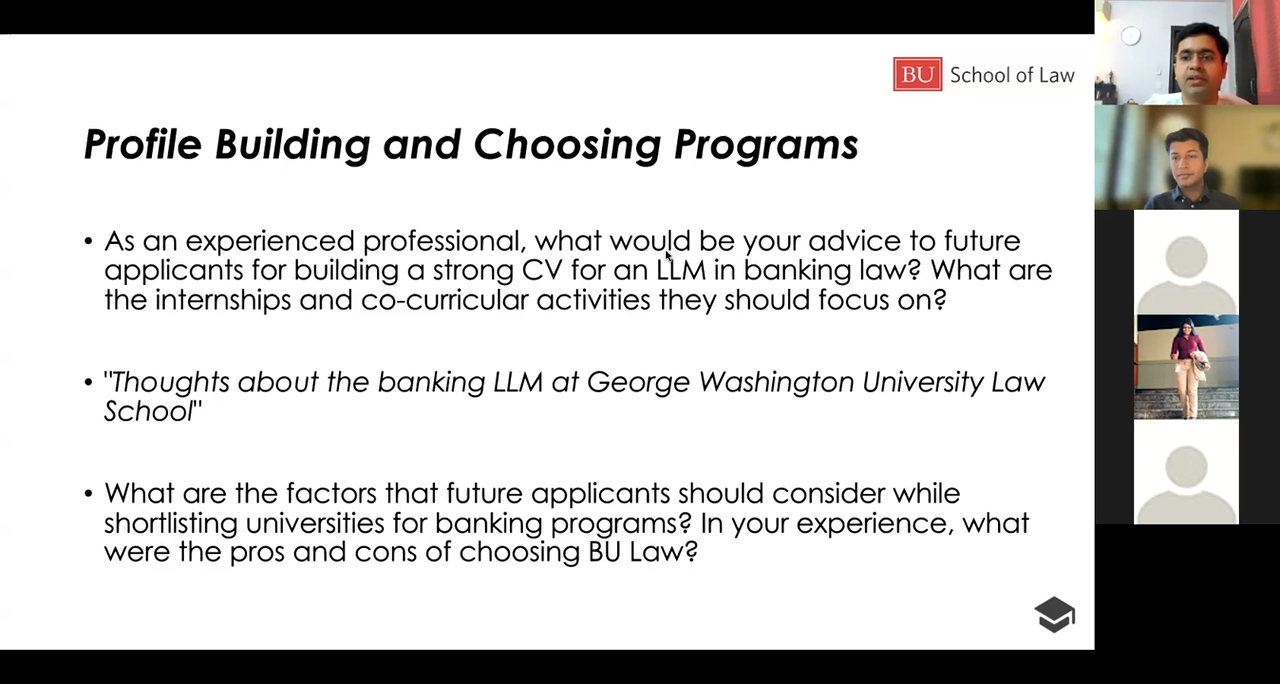 BU School of Law
Profile Building and Choosing Programs
• As an experienced professional, what would be your advice to future
applicants for building a strong CV for an LLM in banking law? What are
the internships and co-curricular activities they should focus on?
• "Thoughts about the banking LLM at George Washington University Law
School"
• What are the factors that future applicants should consider while
shortlisting universities for banking programs? In your experience, what
were the pros and cons of choosing BU Law?